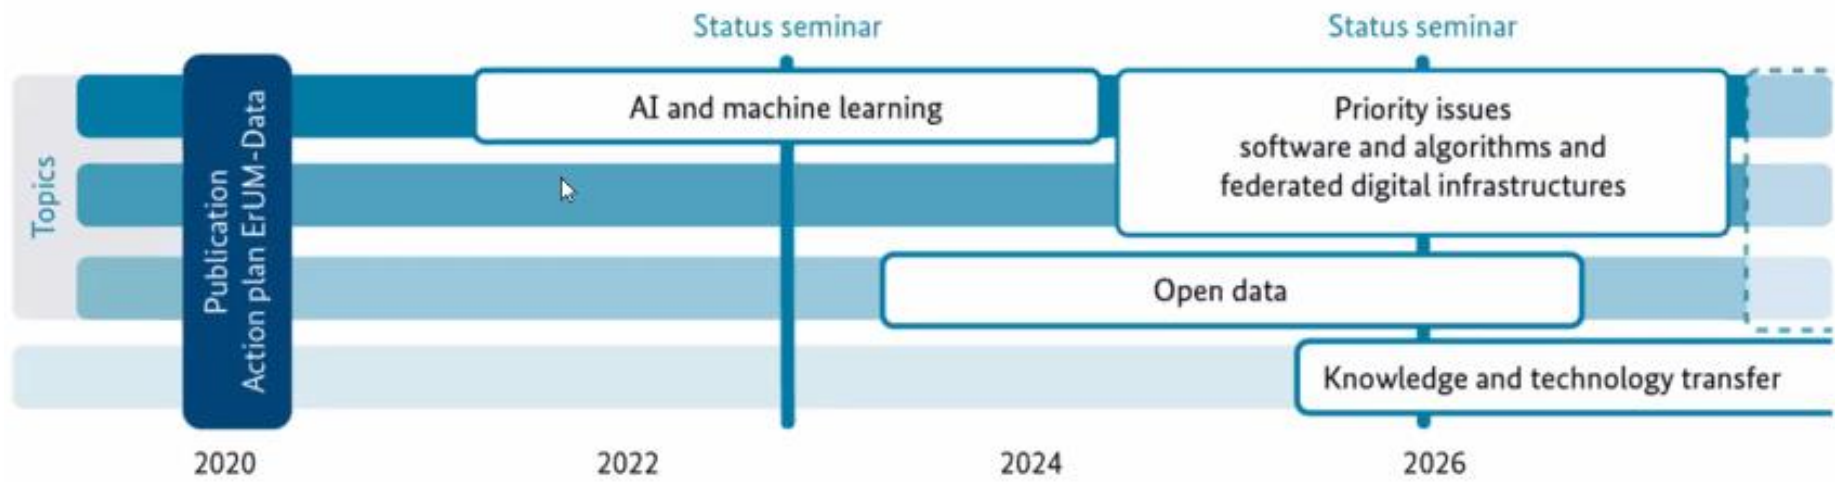 Status seminar
Status seminar
Topics
Publication
Action plan ErUM-Data
AI and machine learning
Priority issues
software and algorithms and
federated digital infrastructures
Open data
Knowledge and technology transfer
2020
2022
2024
2026